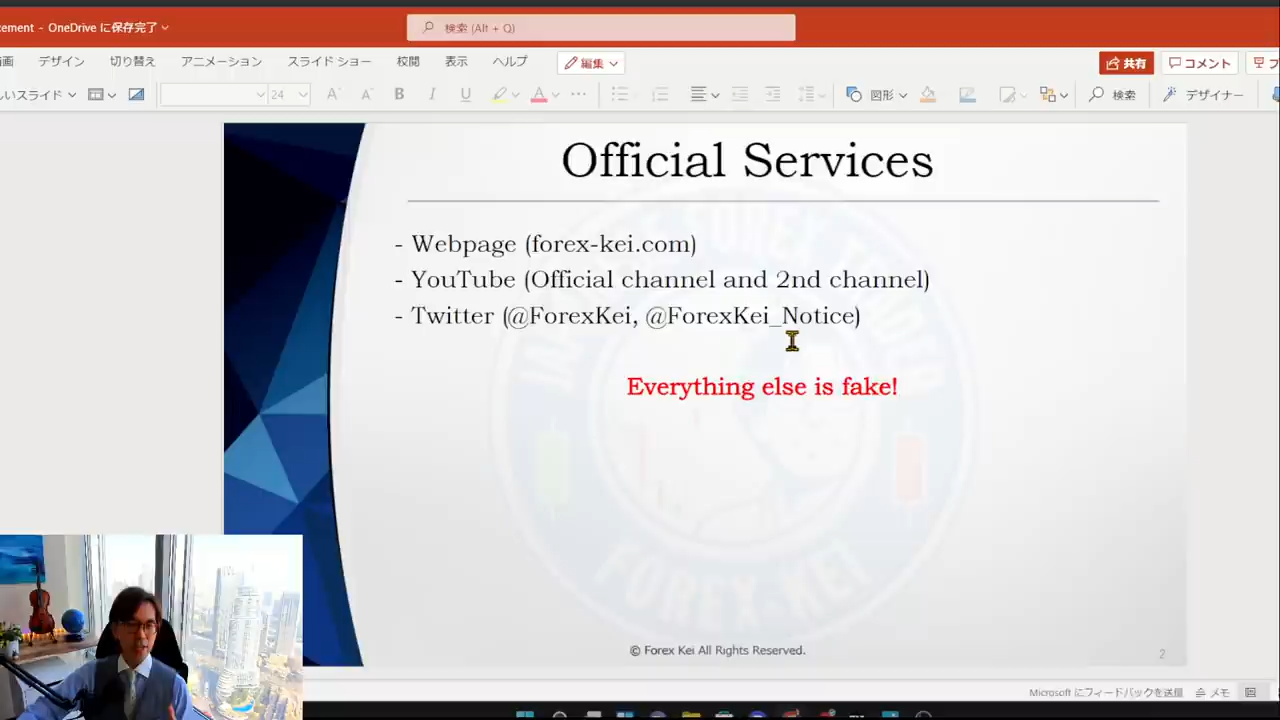 cement - OneDrive に保存完了
検索 (Alt + Q)
画 デザイン 切り替え アニメーション スライド ショー 校閲 表示 ヘルプ 編集 共有 コメント
しいスライド 24 B I U A 図形 検索 デザイナー
Official Services
- Webpage (forex-kei.com)
- YouTube (Official channel and 2nd channel)
- Twitter (@ForexKei, @ForexKei_Notice)
Everything else is fake!
FOREX KEI
© Forex Kei All Rights Reserved.
2
Microsoft にフィードバックを送信 メモ